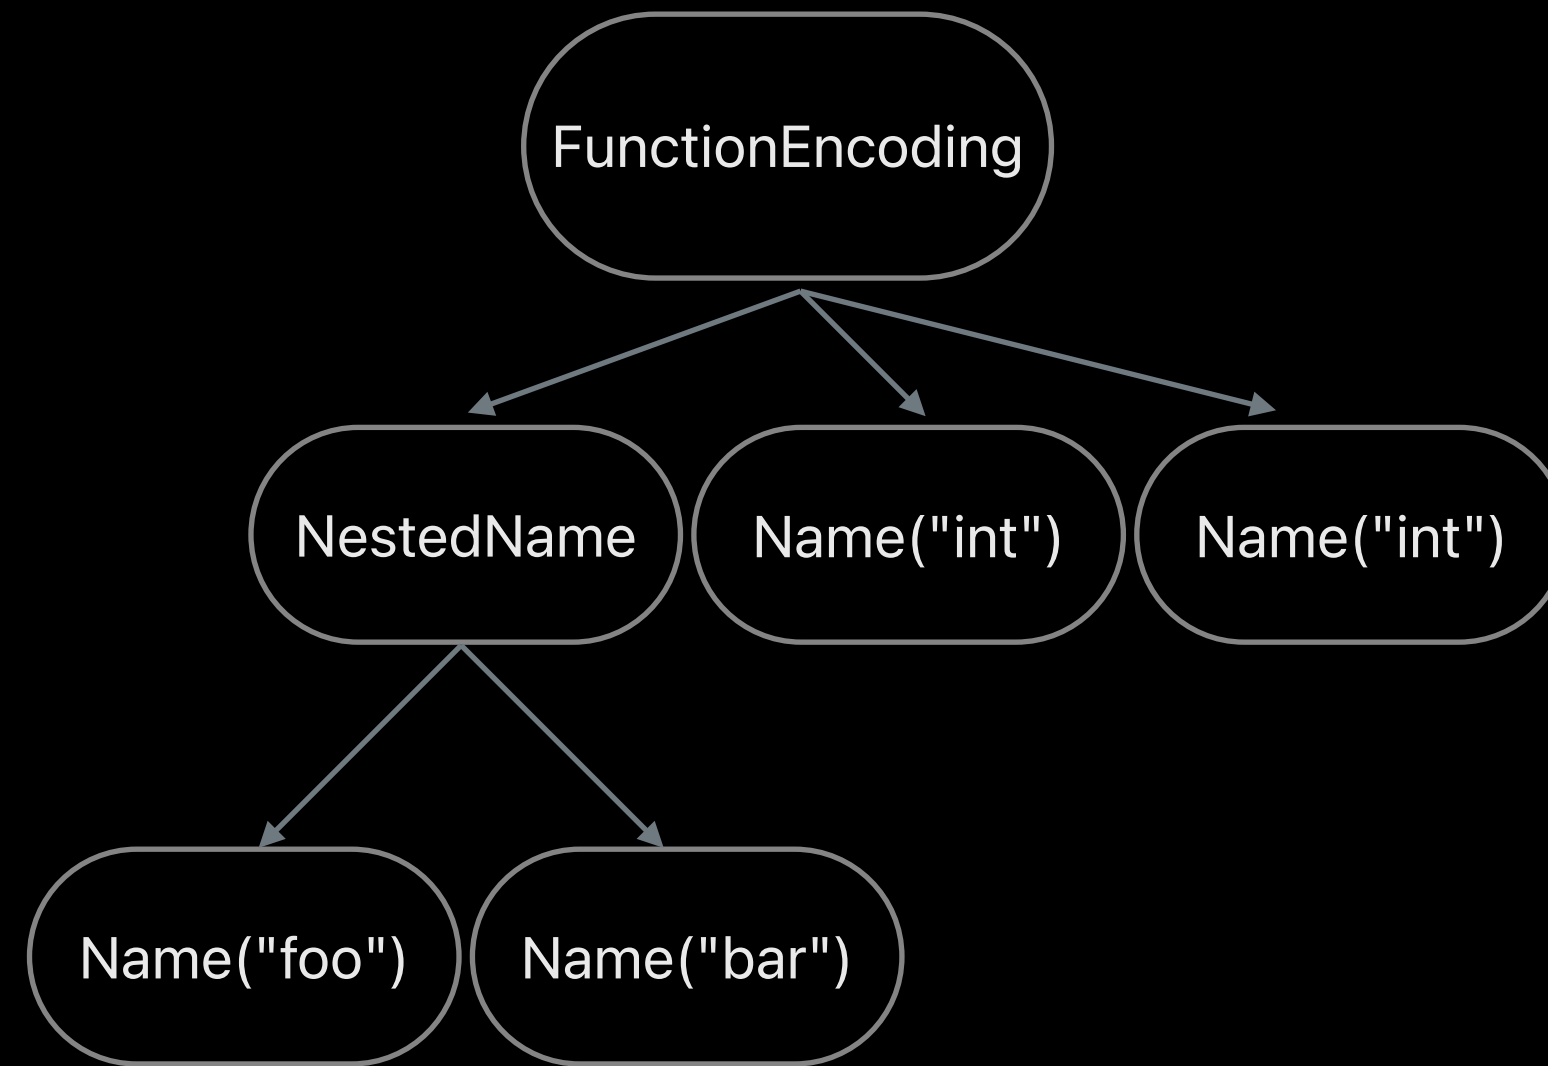 FunctionEncoding
NestedName
Name("int")
Name("int")
Name("foo")
Name("bar")